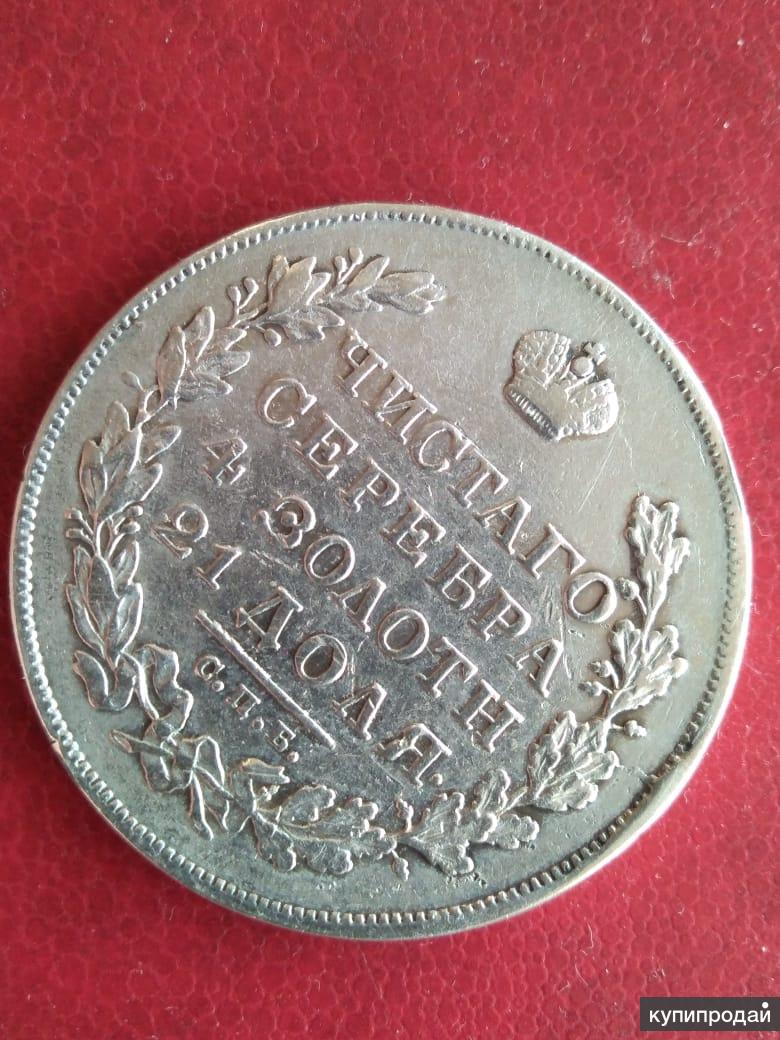 ЧИСТАГО
СЕРЕБРА
4 ЗОЛОТН
21 ДОЛЯ.
С.П.Б.
купипродай